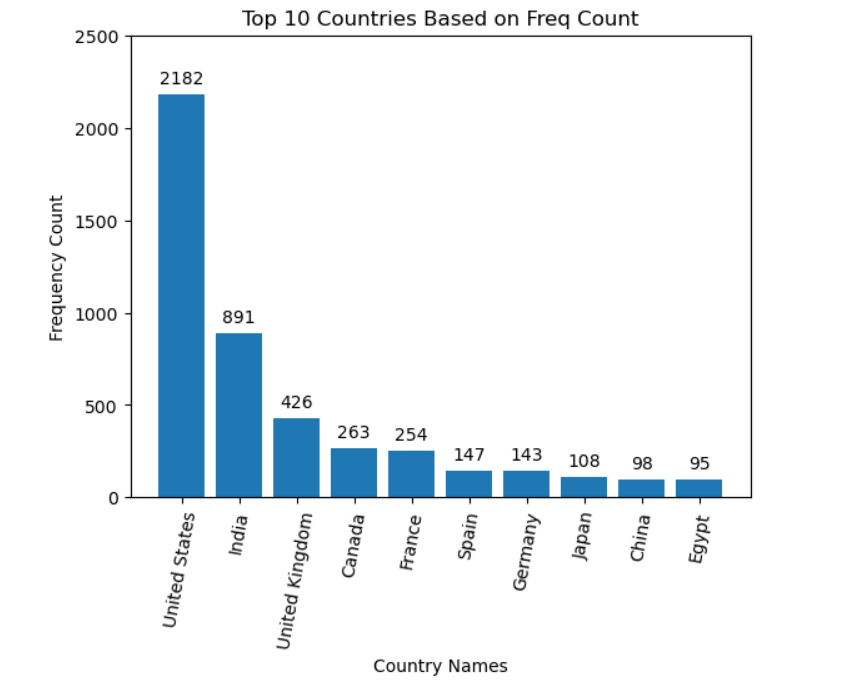 Top 10 Countries Based on Freq Count
Frequency Count
2500
2000
1500
1000
500
0
2182
891
426
263
254
147
143
108
98
95
United States
India
United Kingdom
Canada
France
Spain
Germany
Japan
China
Egypt
Country Names